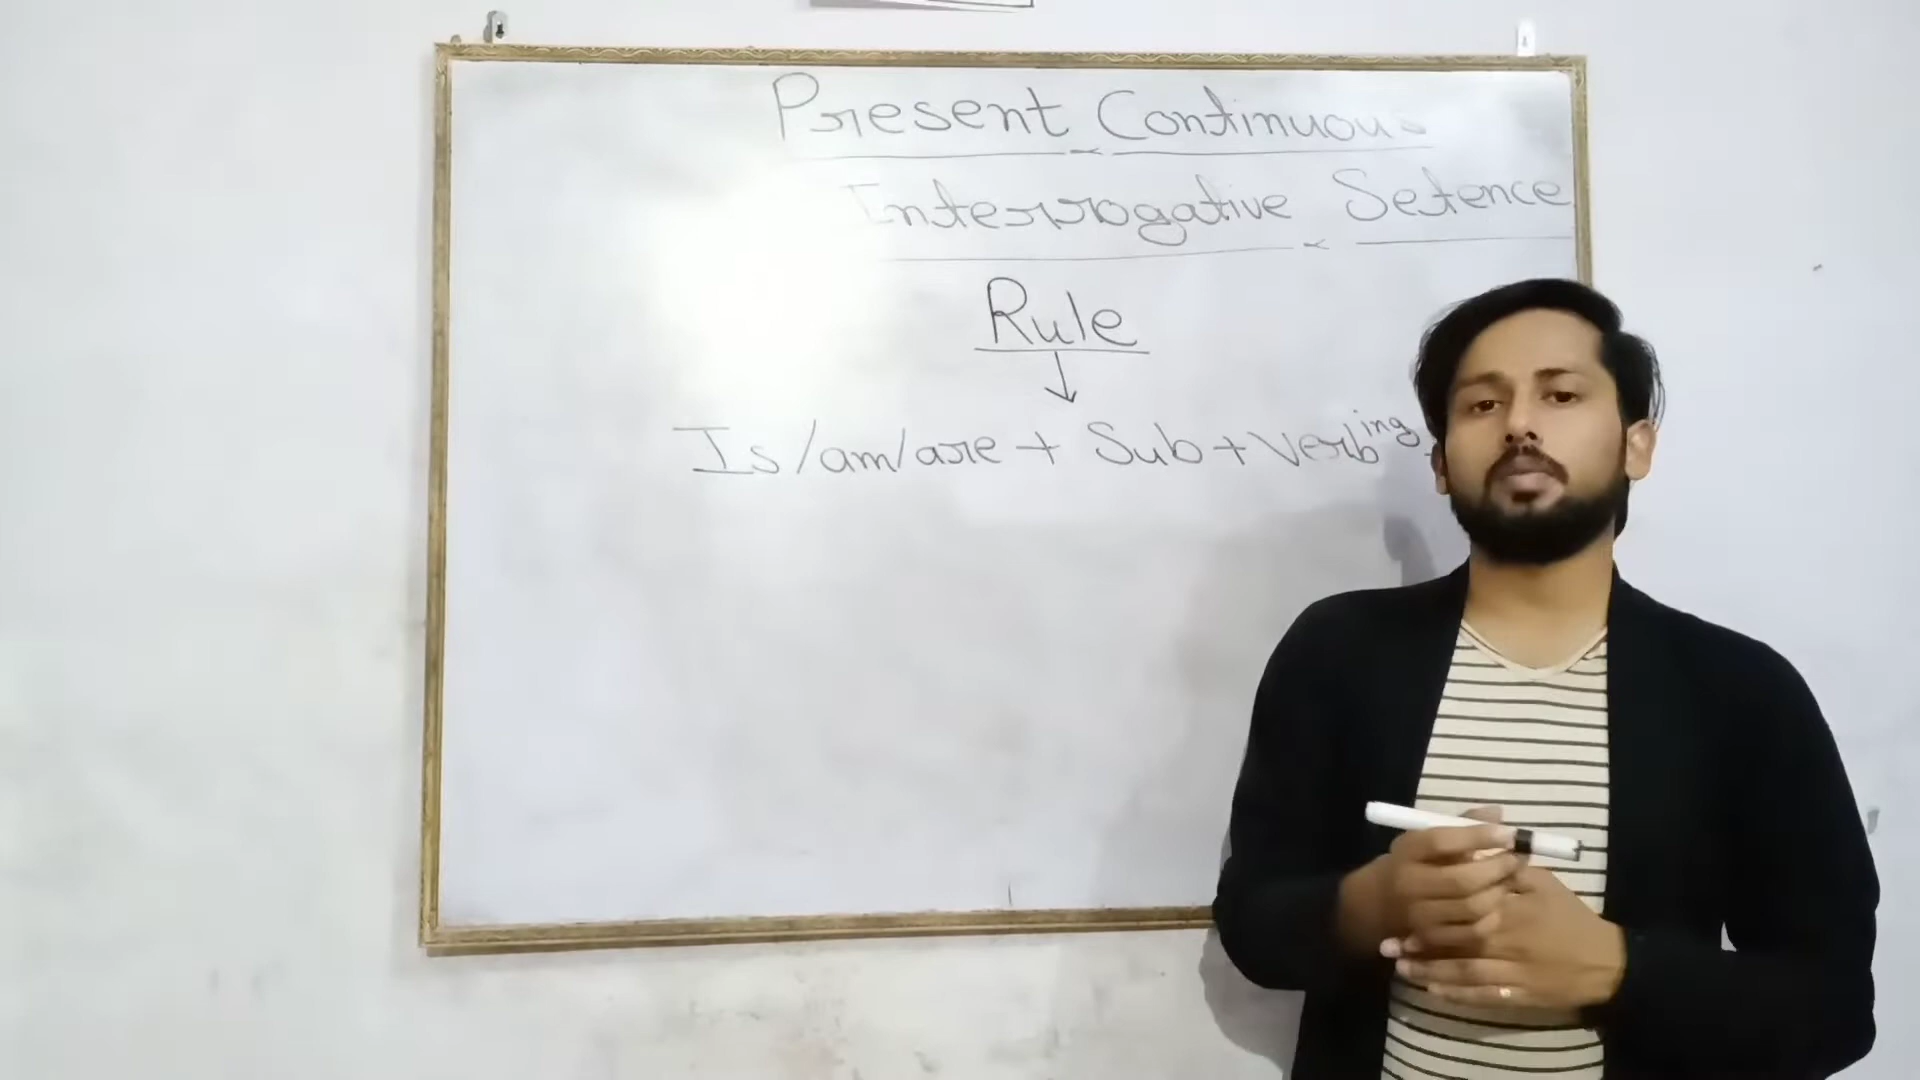 Present Continuous
Interrogative Setence
Rule
Is/am/are + Sub + Verb ing +